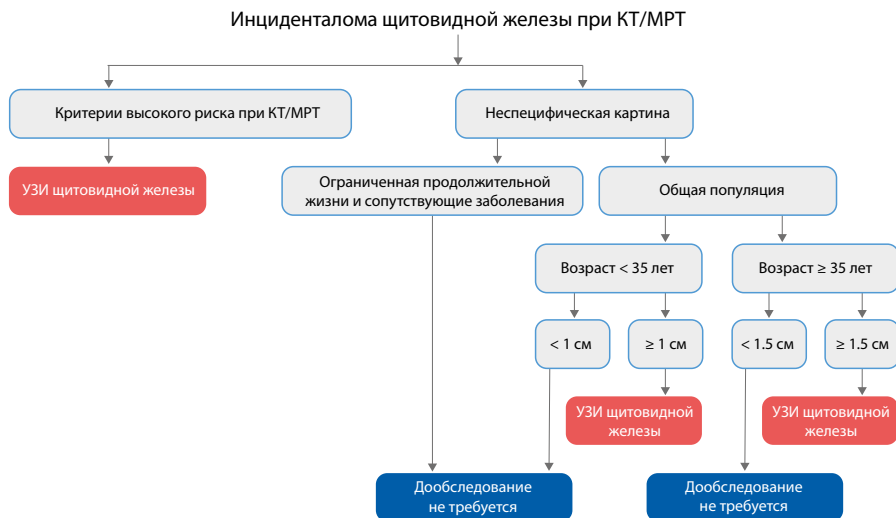 Инциденталома щитовидной железы при КТ/МРТ
Критерии высокого риска при КТ/МРТ
Неспецифическая картина
УЗИ щитовидной железы
Ограниченная продолжительной
жизни и сопутствующие заболевания
Общая популяция
Возраст < 35 лет
Возраст ≥ 35 лет
< 1 см
≥ 1 см
< 1.5 см
≥ 1.5 см
УЗИ щитовидной
железы
УЗИ щитовидной
железы
Дообследование
не требуется
Дообследование
не требуется